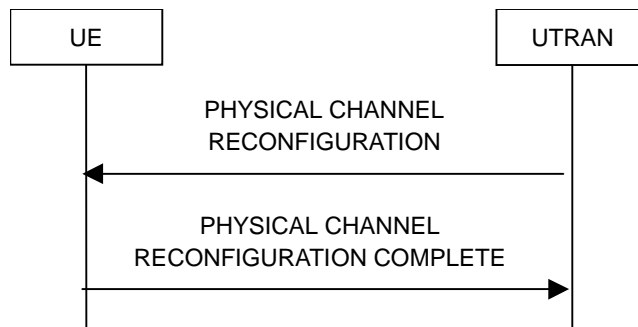 UE
UTRAN
PHYSICAL CHANNEL
RECONFIGURATION
PHYSICAL CHANNEL
RECONFIGURATION COMPLETE